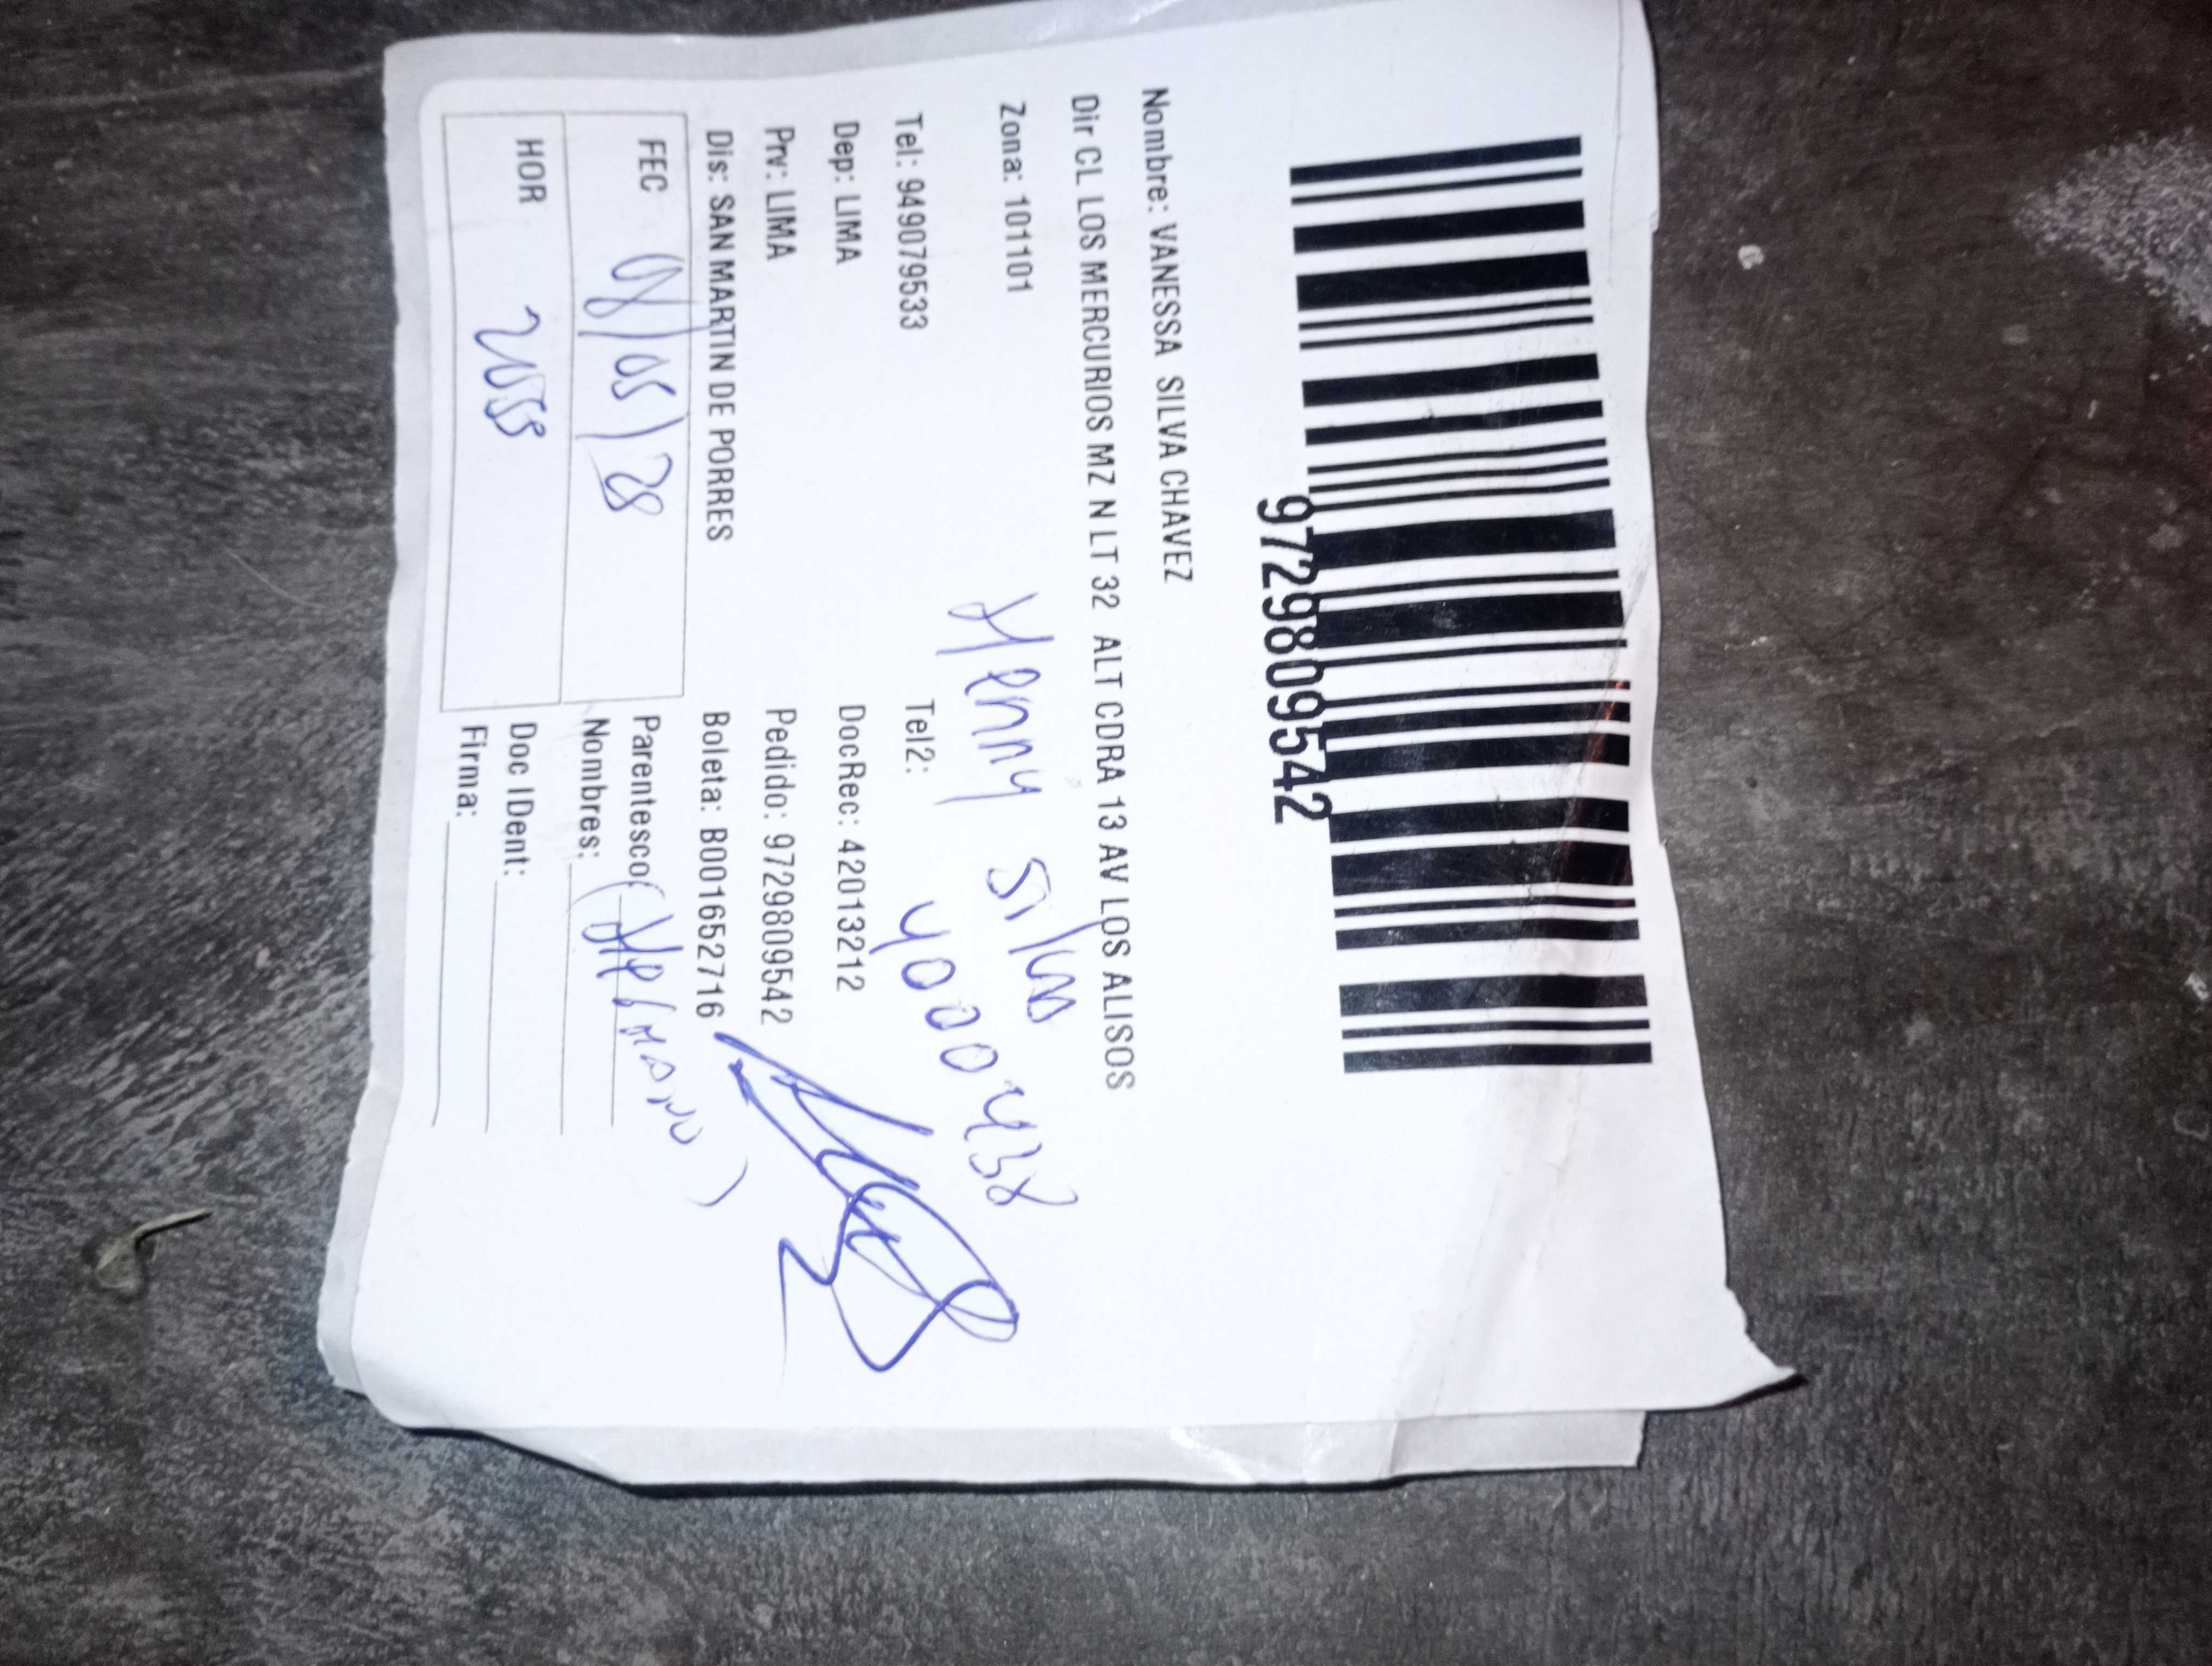 9729809542
Nombre: VANESSA SILVA CHAVEZ
Dir CL LOS MERCURIOS MZ N LT 32 ALT CDRA 13 AV LOS ALISOS
Zona: 101101
Henny Silva
Tel: 949079533 Tel2:
Dep: LIMA DocRec: 42013212
Prv: LIMA Pedido: 97298809542
Dis: SAN MARTIN DE PORRES Boleta: B001652716
FEC
Parentesco: (Hermano)
Nombres:
HOR
Doc IDent:
Firma: